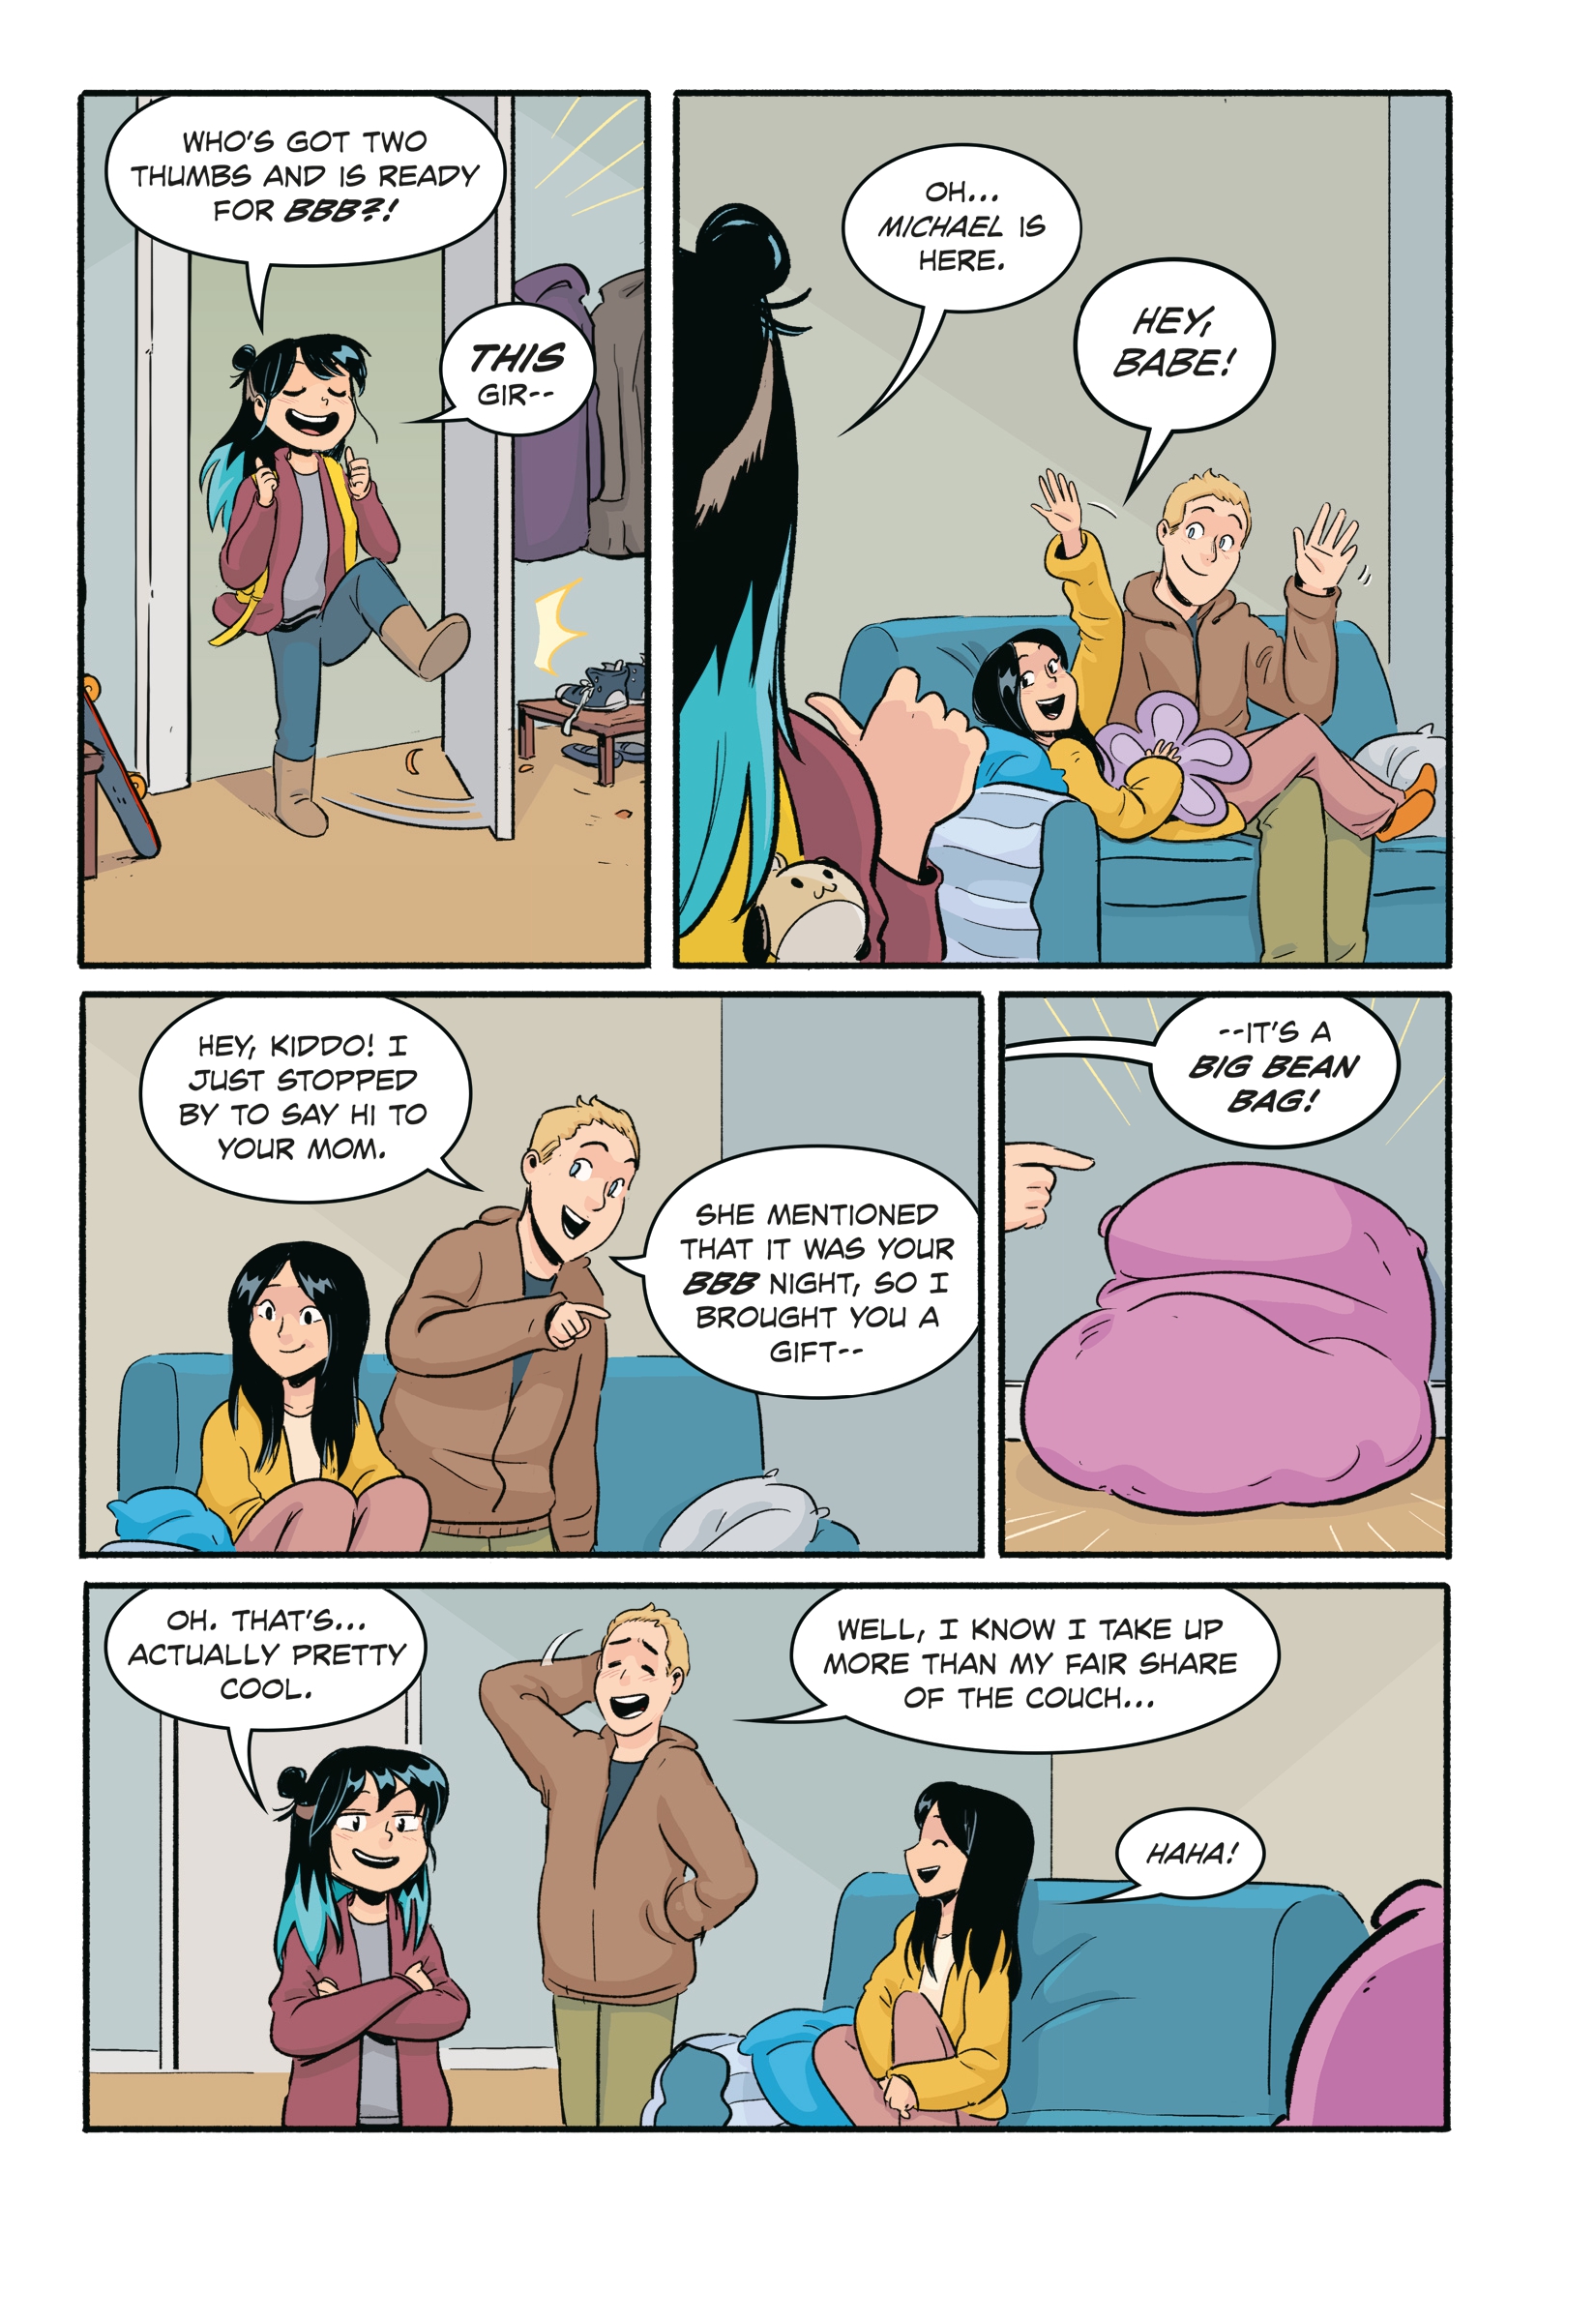 WHO'S GOT TWO
THUMBS AND IS READY
FOR BBB?!
THIS
GIR--
OH...
MICHAEL IS
HERE.
HEY,
BABE!
HEY, KIDDO! I
JUST STOPPED
BY TO SAY HI TO
YOUR MOM.
SHE MENTIONED
THAT IT WAS YOUR
BBB NIGHT, SO I
BROUGHT YOU A
GIFT--
--IT'S A
BIG BEAN
BAG!
OH. THAT'S...
ACTUALLY PRETTY
COOL.
WELL, I KNOW I TAKE UP
MORE THAN MY FAIR SHARE
OF THE COUCH...
HAHA!